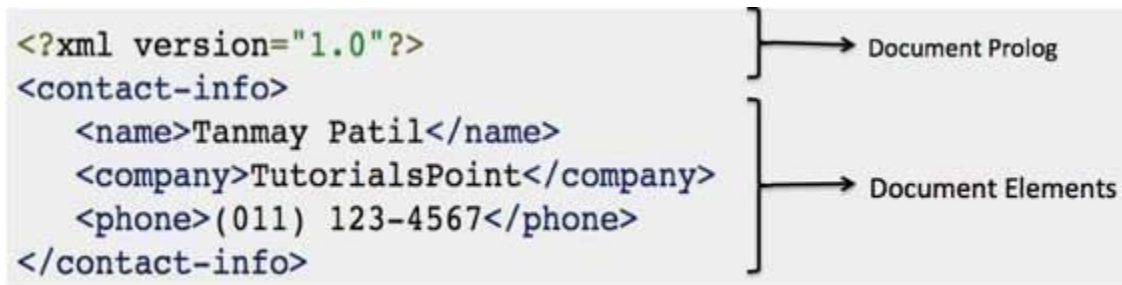 <?xml version="1.0"?>
Document Prolog
<contact-info>
<name>Tanmay Patil</name>
<company>TutorialsPoint</company>
Document Elements
<phone>(011) 123-4567</phone>
</contact-info>